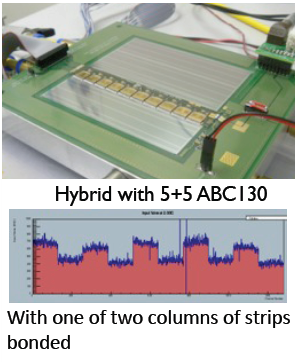 Hybrid with 5+5 ABC130
With one of two columns of strips
bonded